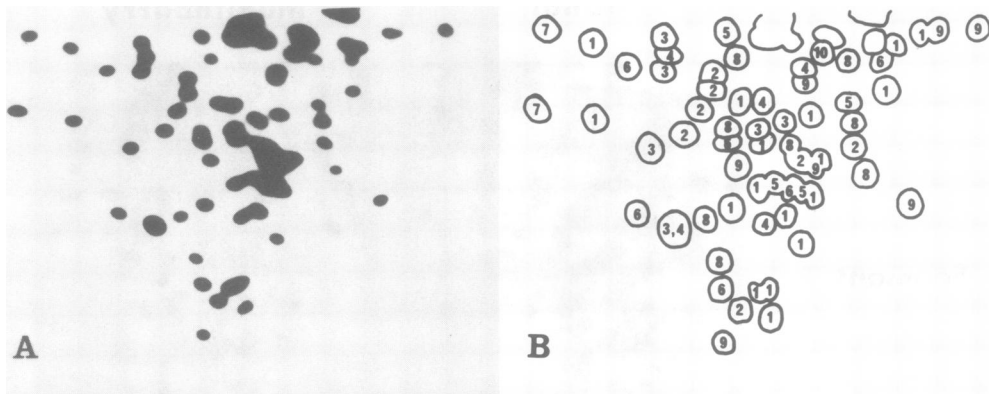 7 3 5 1 9 9
1 1
4 8 10 8 6
6 3 2 4
2 9 1
7 2 1 4 5
1 3 1 8
2 8 3
3 8 2
9 2 1 9 8
1 5 6 5 1
6 1 9
3,4 8 4 1
1
8
6 1 1
2 1
9
A
B